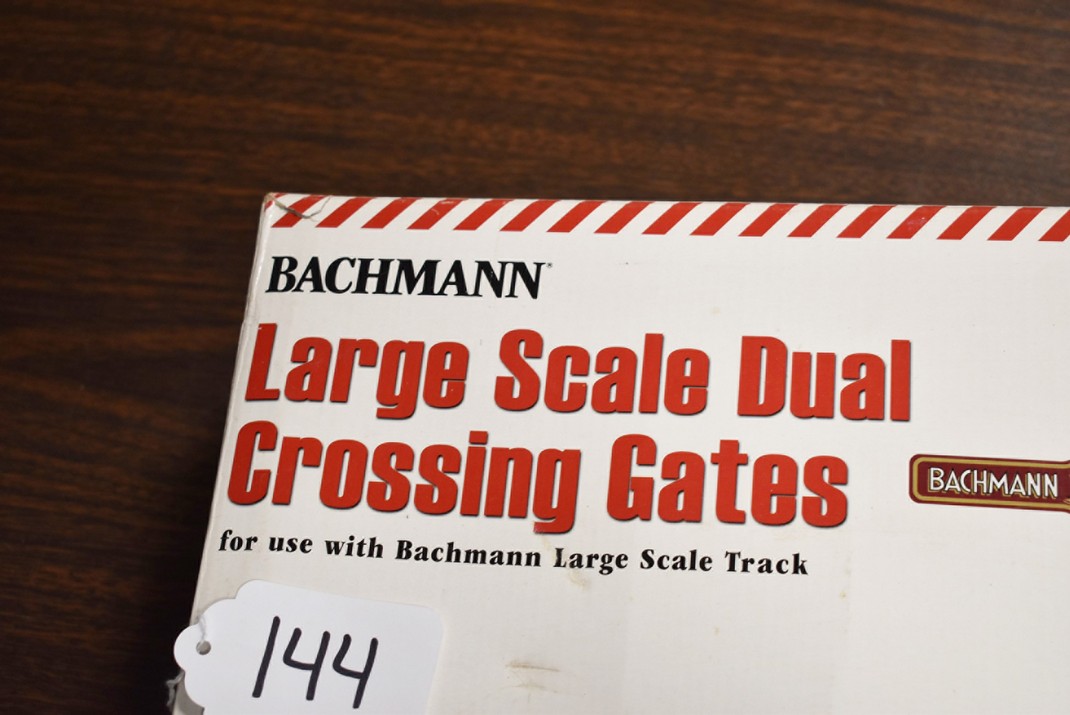 BACHMANN
Large Scale Dual
Crossing Gates
BACHMANN
for use with Bachmann Large Scale Track
144